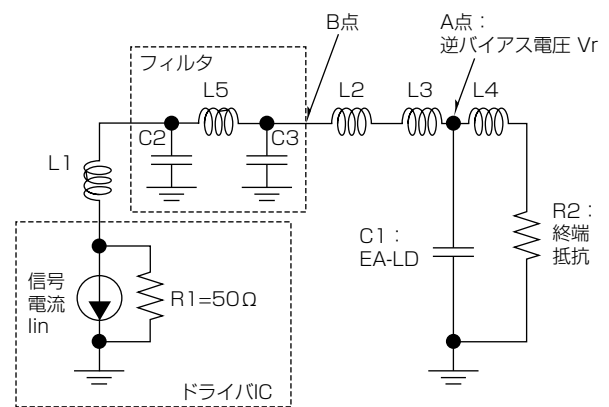 B点
A点：
逆バイアス電圧 Vr
フィルタ
L5
L2
L3
L4
C2
C3
L1
R2：
終端
抵抗
C1：
EA-LD
信号
電流
Iin
R1=50Ω
ドライバIC